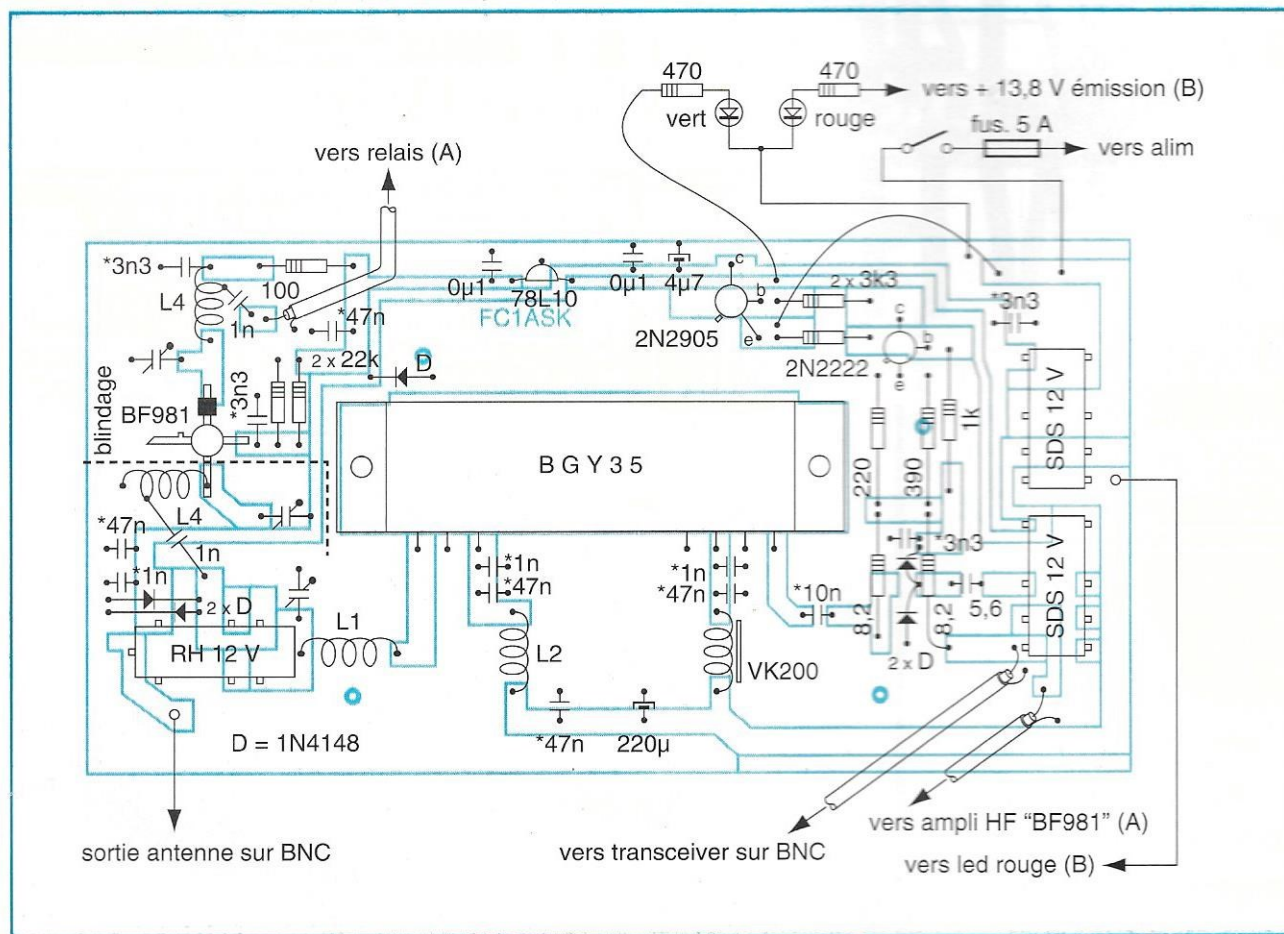 470
470
vers + 13,8 V émission (B)
vert
rouge
fus. 5 A
vers alim
vers relais (A)
*3n3
100
L4
1n
*47n
0µ1
78L10
FC1ASK
0µ1
4µ7
c
b
e
2N2905
2 x 3k3
*3n3
c
b
e
2N2222
2 x 22k
D
*3n3
BF981
blindage
BGY35
220
390
1k
SDS 12 V
L4
*47n
1n
*1n
2 x D
RH 12 V
L1
*1n
*47n
L2
*1n
*47n
VK200
*10n
*3n3
8,2
8,2
5,6
2 x D
SDS 12 V
D = 1N4148
*47n
220µ
sortie antenne sur BNC
vers transceiver sur BNC
vers ampli HF "BF981" (A)
vers led rouge (B)